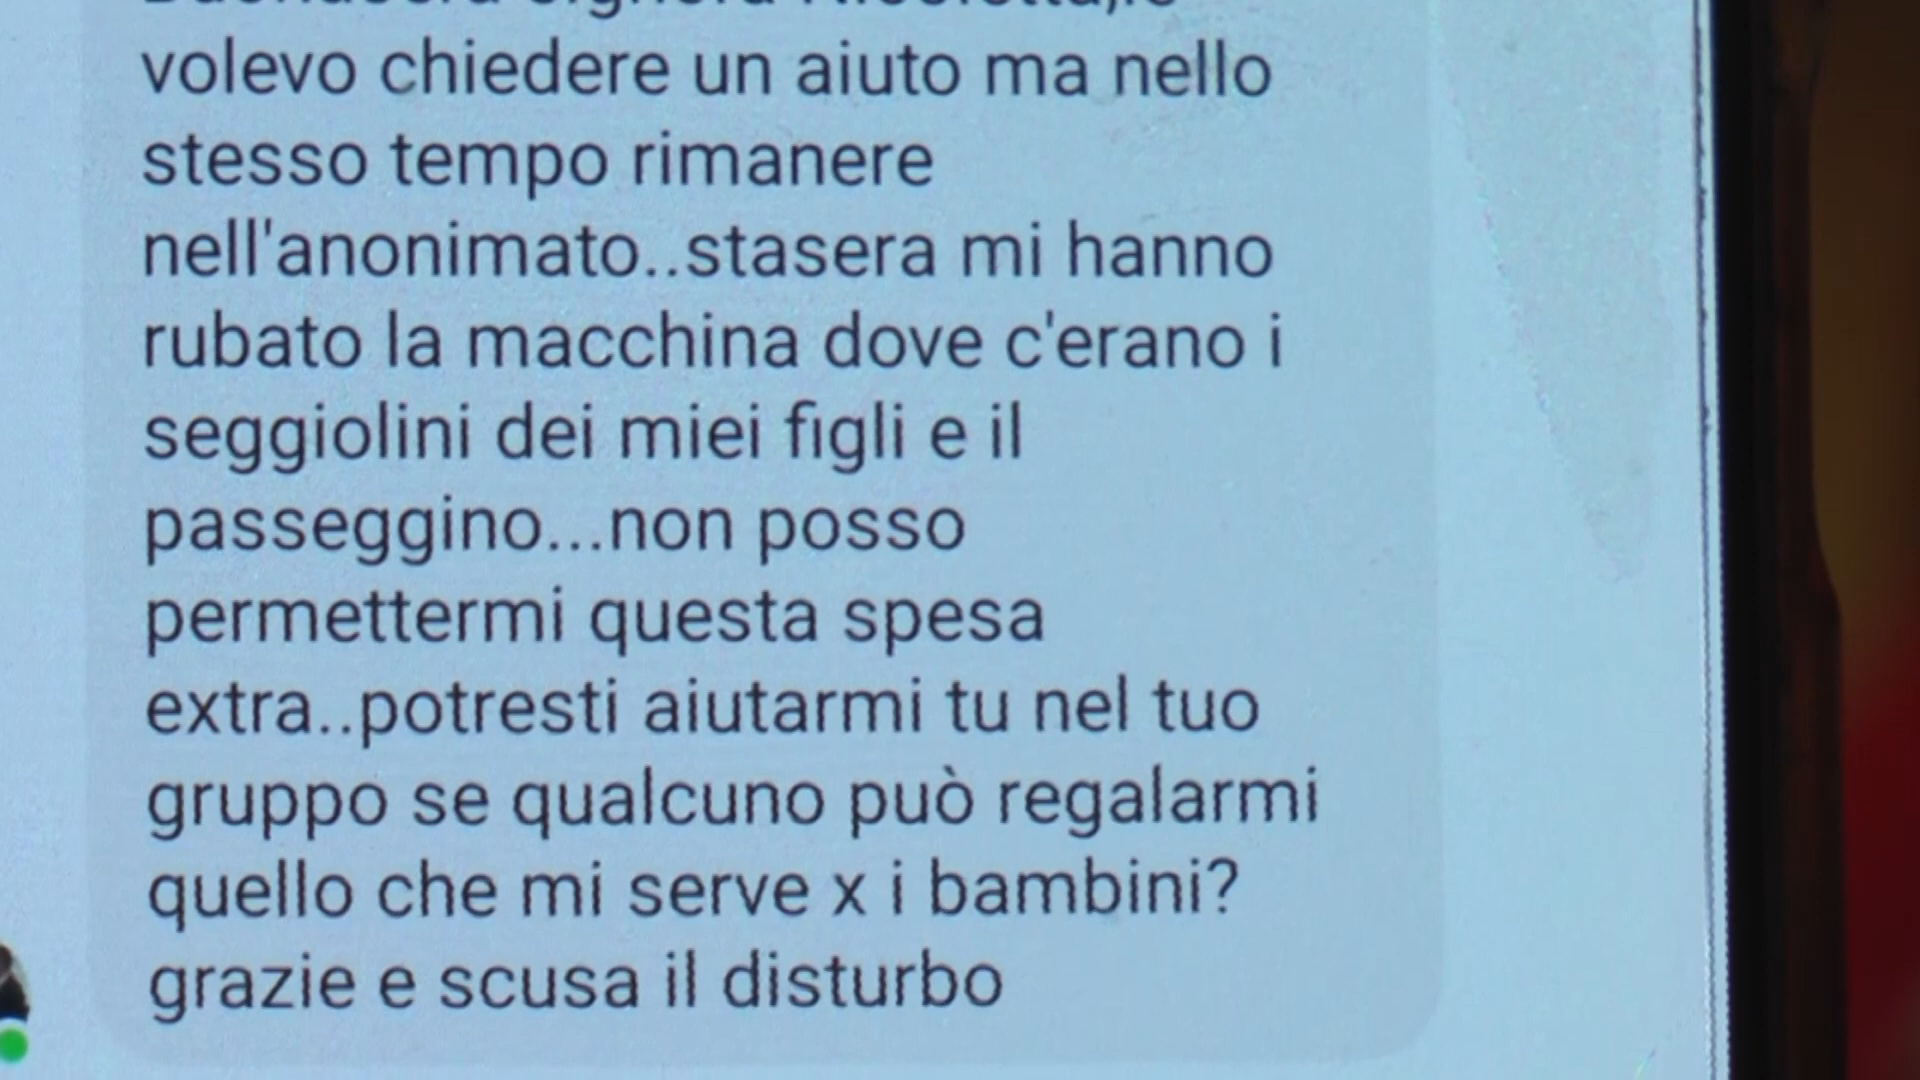 volevo chiedere un aiuto ma nello
stesso tempo rimanere
nell'anonimato..stasera mi hanno
rubato la macchina dove c'erano i
seggiolini dei miei figli e il
passeggino...non posso
permettermi questa spesa
extra..potresti aiutarmi tu nel tuo
gruppo se qualcuno può regalarmi
quello che mi serve x i bambini?
grazie e scusa il disturbo